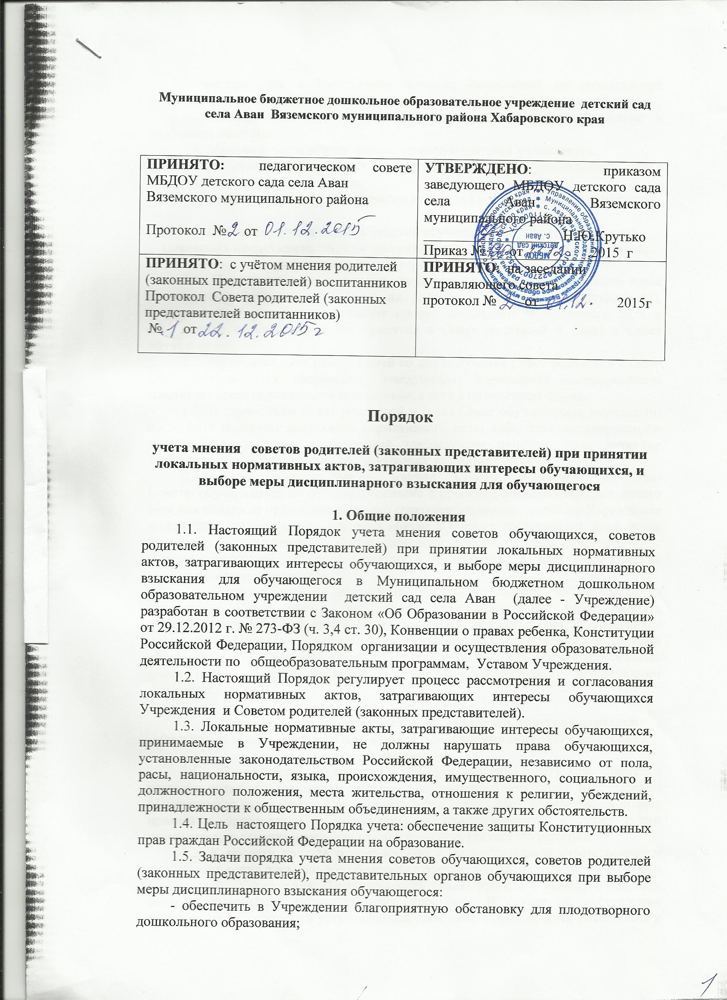 Муниципальное бюджетное дошкольное образовательное учреждение детский сад
села Аван Вяземского муниципального района Хабаровского края
ПРИНЯТО: педагогическом совете
МБДОУ детского сада села Аван
Вяземского муниципального района
Протокол № 2 от 01.12.2015
УТВЕРЖДЕНО: приказом
заведующего МБДОУ детского сада
села Аван Вяземского
муниципального района
Н.Ю.Крутько
Приказ № от 2015 г
ПРИНЯТО: с учётом мнения родителей
(законных представителей) воспитанников
Протокол Совета родителей (законных
представителей воспитанников)
№ 1 от 22.12.2015 г
ПРИНЯТО: на заседании
Управляющего совета
протокол № 2 от 01.12. 2015г
МБДОУ
детский сад
с. Аван
Порядок
учета мнения советов родителей (законных представителей) при принятии
локальных нормативных актов, затрагивающих интересы обучающихся, и
выборе меры дисциплинарного взыскания для обучающегося
1. Общие положения
1.1. Настоящий Порядок учета мнения советов обучающихся, советов
родителей (законных представителей) при принятии локальных нормативных
актов, затрагивающих интересы обучающихся, и выборе меры дисциплинарного
взыскания для обучающегося в Муниципальном бюджетном дошкольном
образовательном учреждении детский сад села Аван (далее - Учреждение)
разработан в соответствии с Законом «Об Образовании в Российской Федерации»
от 29.12.2012 г. № 273-ФЗ (ч. 3,4 ст. 30), Конвенции о правах ребенка, Конституции
Российской Федерации, Порядком организации и осуществления образовательной
деятельности по общеобразовательным программам, Уставом Учреждения.
1.2. Настоящий Порядок регулирует процесс рассмотрения и согласования
локальных нормативных актов, затрагивающих интересы обучающихся
Учреждения и Советом родителей (законных представителей).
1.3. Локальные нормативные акты, затрагивающие интересы обучающихся,
принимаемые в Учреждении, не должны нарушать права обучающихся,
установленные законодательством Российской Федерации, независимо от пола,
расы, национальности, языка, происхождения, имущественного, социального и
должностного положения, места жительства, отношения к религии, убеждений,
принадлежности к общественным объединениям, а также других обстоятельств.
1.4. Цель настоящего Порядка учета: обеспечение защиты Конституционных
прав граждан Российской Федерации на образование.
1.5. Задачи порядка учета мнения советов обучающихся, советов родителей
(законных представителей), представительных органов обучающихся при выборе
меры дисциплинарного взыскания обучающегося:
- обеспечить в Учреждении благоприятную обстановку для плодотворного
дошкольного образования;
1